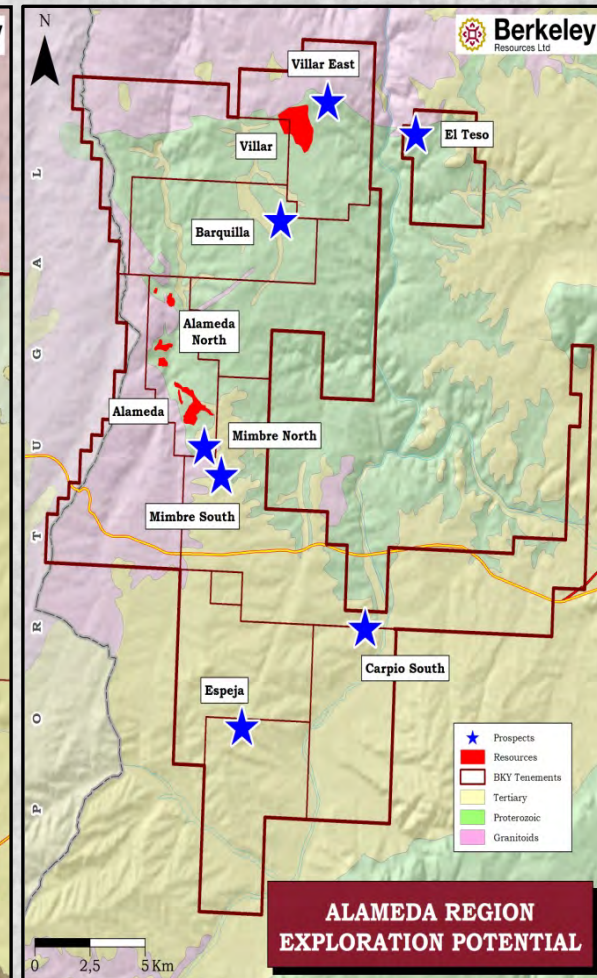 N
Berkeley
Resources Ltd
Villar East
El Teso
Villar
Barquilla
Alameda
North
Alameda
Mimbre North
Mimbre South
Carpio South
Espeja
P O R T U G A L
Prospects
Resources
BKY Tenements
Tertiary
Proterozoic
Granitoids
ALAMEDA REGION
EXPLORATION POTENTIAL
0 2,5 5 Km